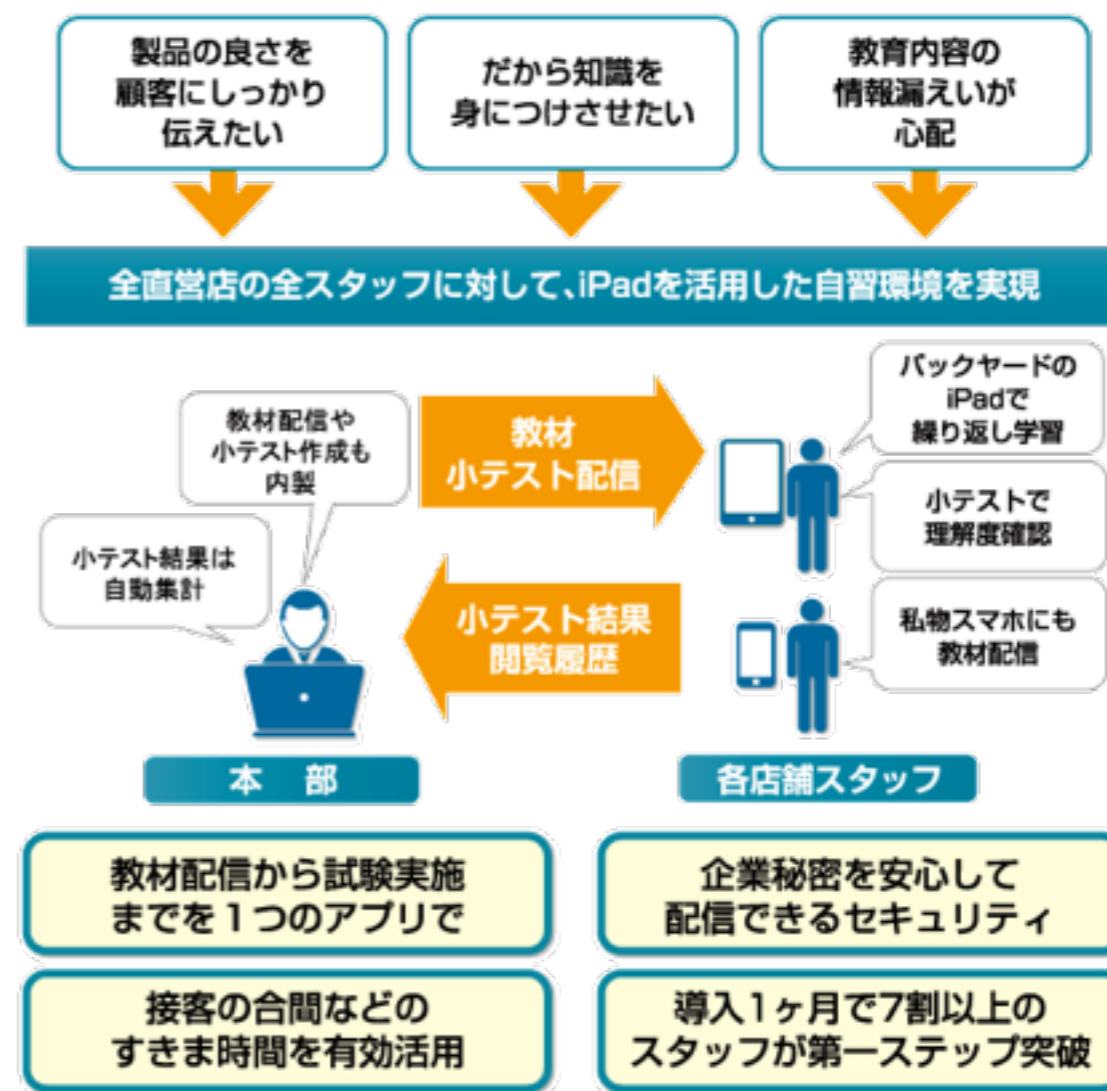 製品の良さを
顧客にしっかり
伝えたい
だから知識を
身につけさせたい
教育内容の
情報漏えいが
心配
全直営店の全スタッフに対して、iPadを活用した自習環境を実現
教材配信や
小テスト作成も
内製
小テスト結果は
自動集計
教材
小テスト配信
小テスト結果
閲覧履歴
バックヤードの
iPadで
繰り返し学習
小テストで
理解度確認
私物スマホにも
教材配信
本 部
各店舗スタッフ
教材配信から試験実施
までを1つのアプリで
企業秘密を安心して
配信できるセキュリティ
接客の合間などの
すきま時間を有効活用
導入1ヶ月で7割以上の
スタッフが第一ステップ突破